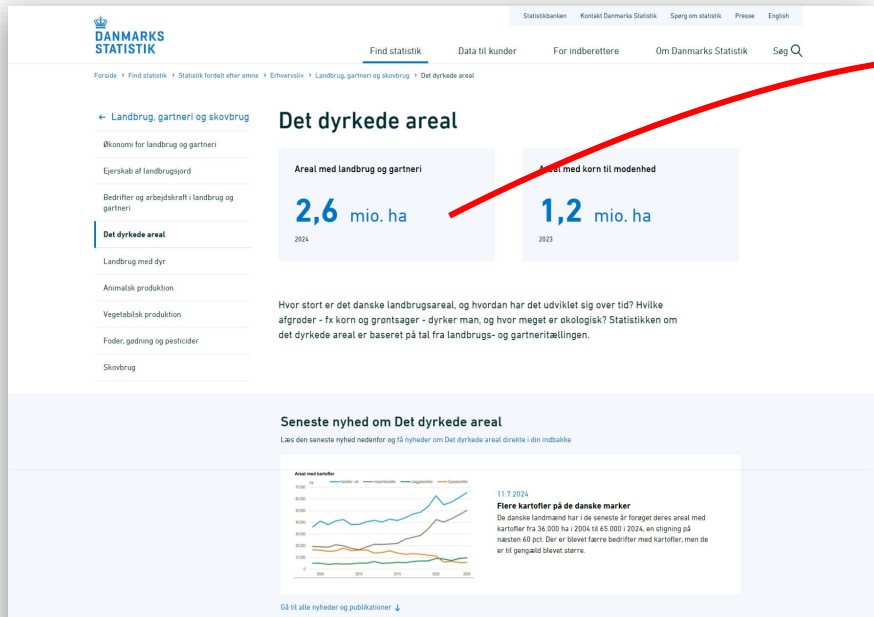 Statistikbanken Kontakt Danmarks Statistik Spørg om statistik Presse English
DANMARKS
STATISTIK
Find statistik Data til kunder For indberettere Om Danmarks Statistik Søg
Forside > Find statistik > Statistik fordelt efter emne > Erhvervsliv > Landbrug, gartneri og skovbrug > Det dyrkede areal
← Landbrug, gartneri og skovbrug
Økonomi for landbrug og gartneri
Ejerskab af landbrugsjord
Bedrifter og arbejdskraft i landbrug og
gartneri
Det dyrkede areal
Landbrug med dyr
Animalsk produktion
Vegetabilsk produktion
Foder, gødning og pesticider
Skovbrug
Det dyrkede areal
Areal med landbrug og gartneri
2,6 mio. ha
2024
Areal med korn til modenhed
1,2 mio. ha
2023
Hvor stort er det danske landbrugsareal, og hvordan har det udviklet sig over tid? Hvilke
afgrøder - fx korn og grøntsager - dyrker man, og hvor meget er økologisk? Statistikken om
det dyrkede areal er baseret på tal fra landbrugs- og gartneritællingen.
Seneste nyhed om Det dyrkede areal
Læs den seneste nyhed nedenfor og få nyheder om Det dyrkede areal direkte i din indbakke
Areal med kartofler
11.7.2024
Flere kartofler på de danske marker
De danske landmænd har i de seneste år forøget deres areal med
kartofler fra 36.000 ha i 2004 til 65.000 i 2024, en stigning på
næsten 60 pct. Der er blevet færre bedrifter med kartofler, men de
er til gengæld blevet større.
Gå til alle nyheder og publikationer ↓